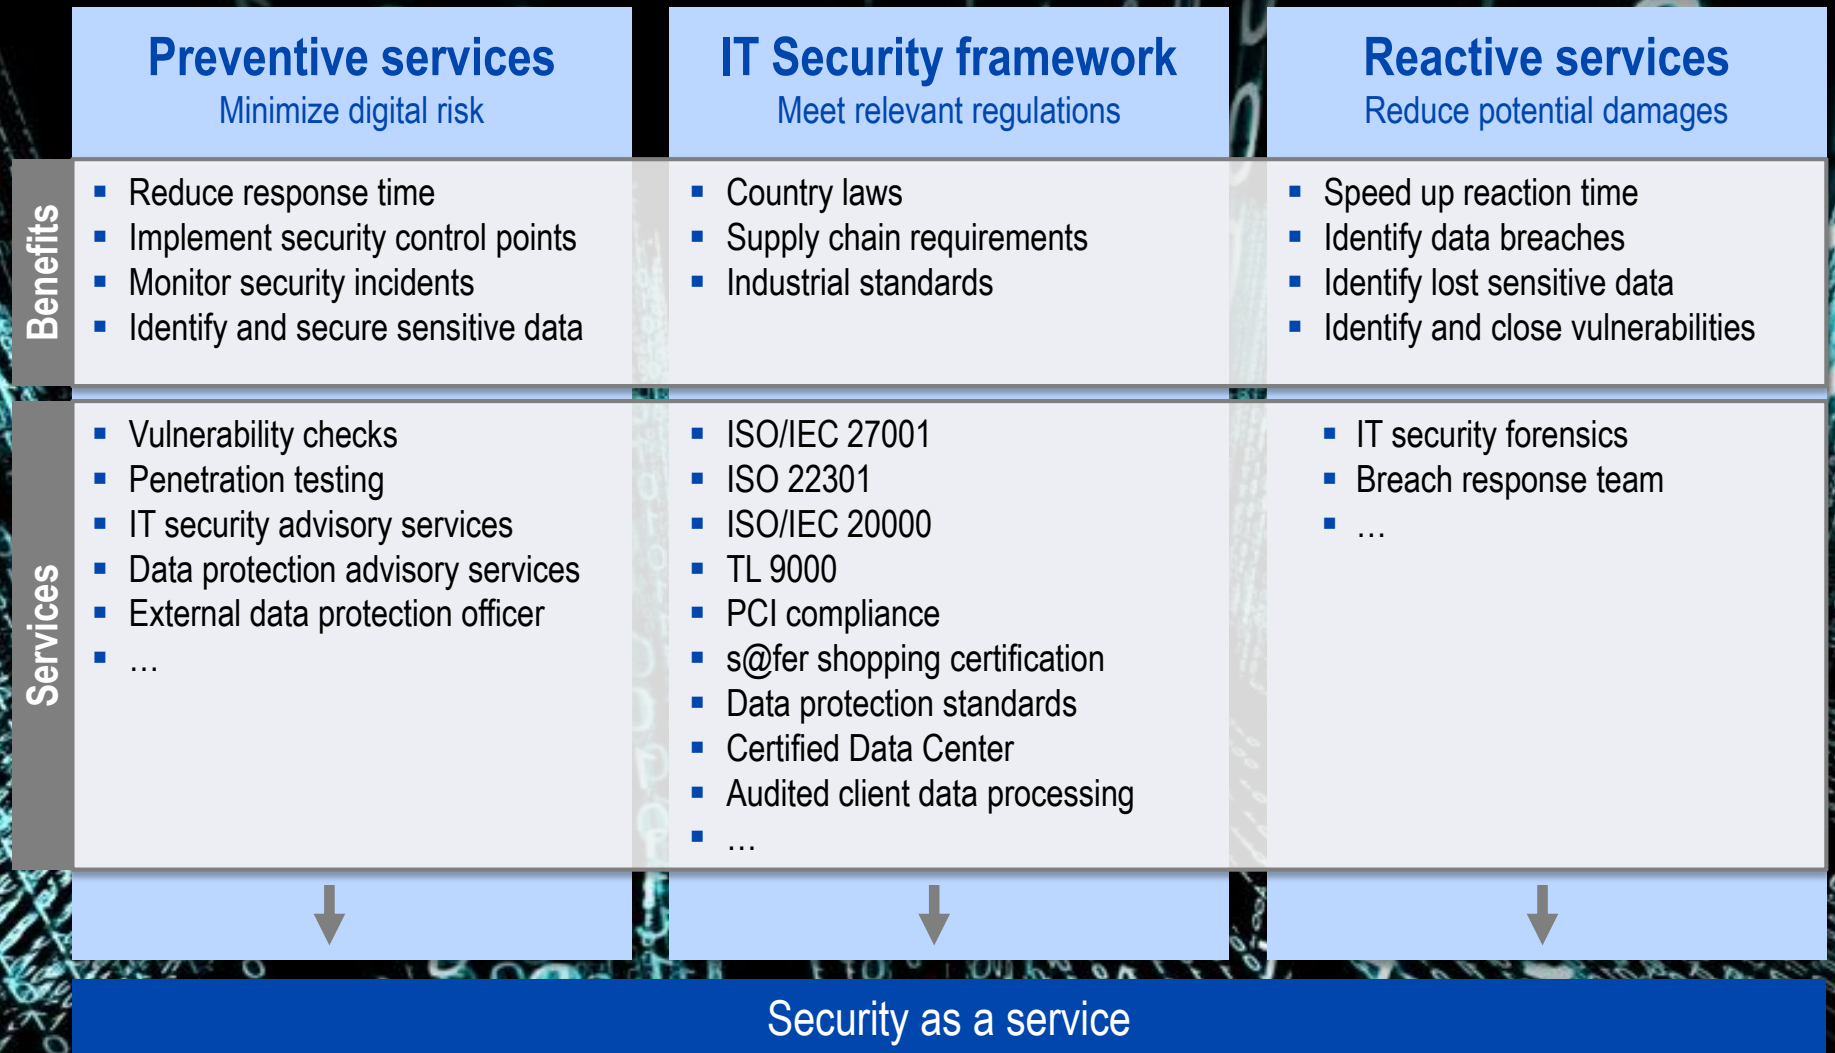 Preventive services
Minimize digital risk
IT Security framework
Meet relevant regulations
Reactive services
Reduce potential damages
Benefits
Reduce response time
Implement security control points
Monitor security incidents
Identify and secure sensitive data
Country laws
Supply chain requirements
Industrial standards
Speed up reaction time
Identify data breaches
Identify lost sensitive data
Identify and close vulnerabilities
Services
Vulnerability checks
Penetration testing
IT security advisory services
Data protection advisory services
External data protection officer
…
ISO/IEC 27001
ISO 22301
ISO/IEC 20000
TL 9000
PCI compliance
s@fer shopping certification
Data protection standards
Certified Data Center
Audited client data processing
…
IT security forensics
Breach response team
…
Security as a service